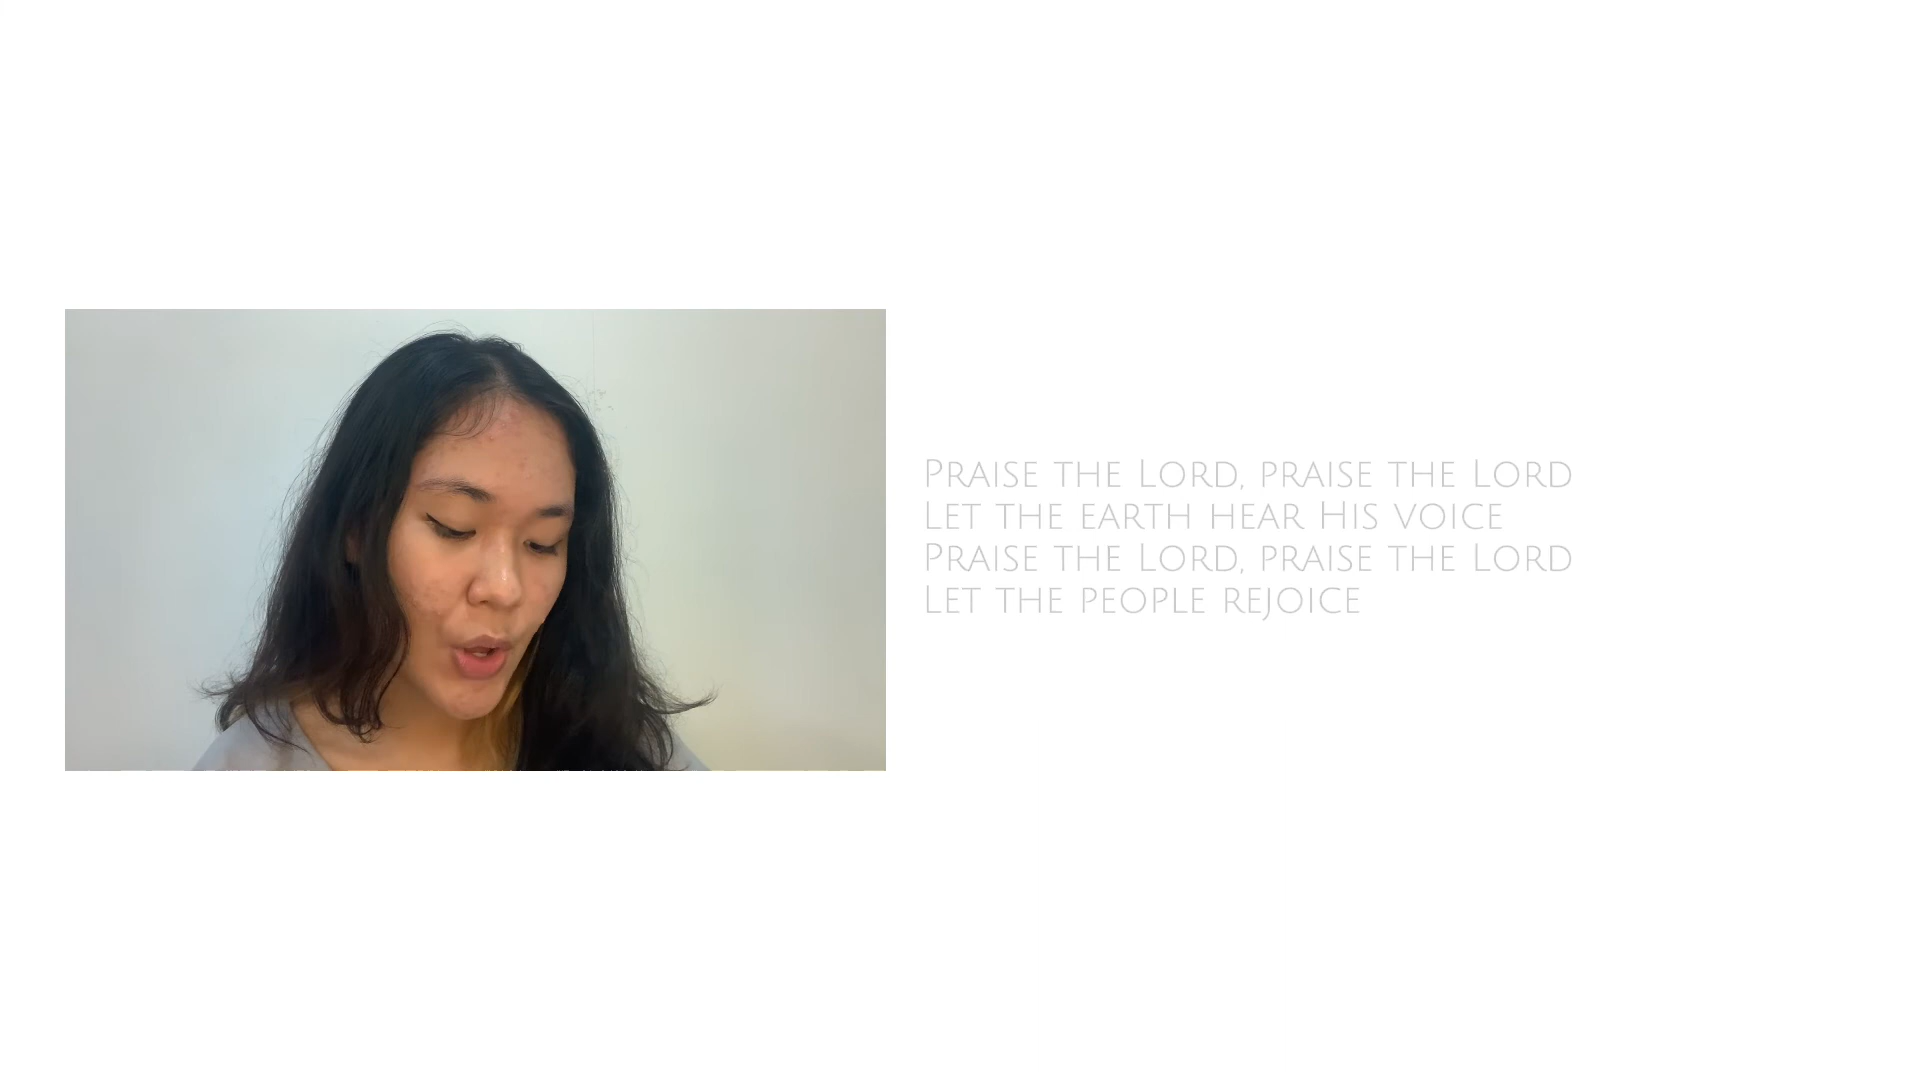 Praise the Lord, praise the Lord
Let the earth hear His voice
Praise the Lord, praise the Lord
Let the people rejoice